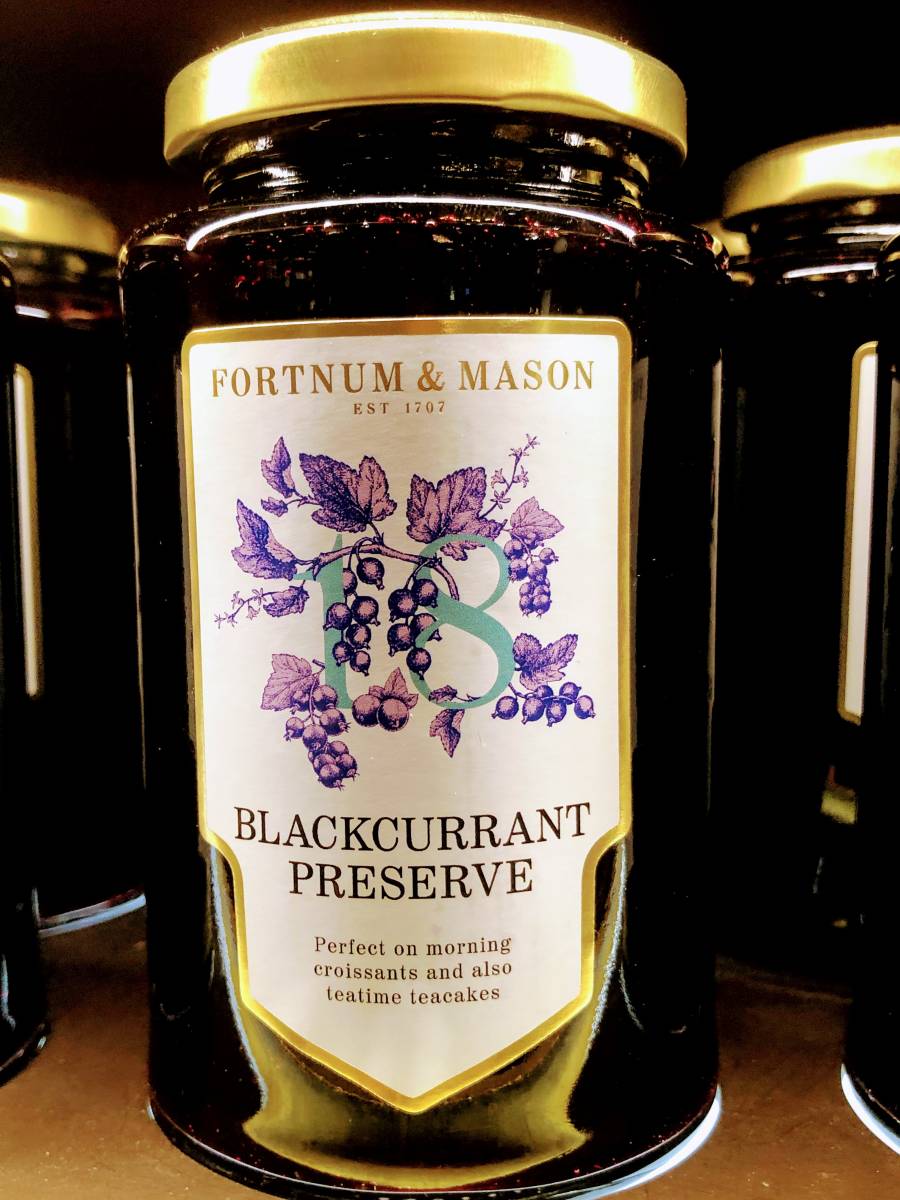 FORTNUM & MASON
EST 1707
18
BLACKCURRANT
PRESERVE
Perfect on morning
croissants and also
teatime teacakes